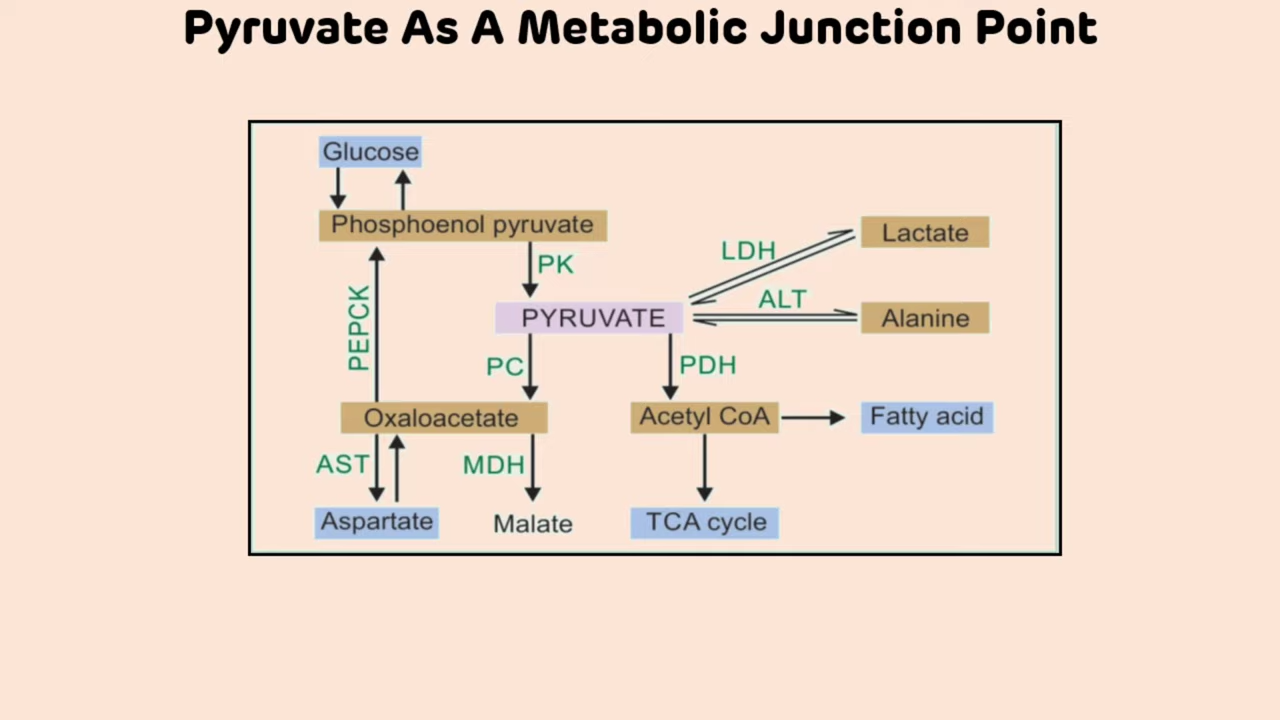 Pyruvate As A Metabolic Junction Point
Glucose
Phosphoenol pyruvate
Lactate
LDH
PK
ALT
PEPCK
PYRUVATE
Alanine
PC
PDH
Oxaloacetate
Acetyl CoA
Fatty acid
AST
MDH
Aspartate
Malate
TCA cycle